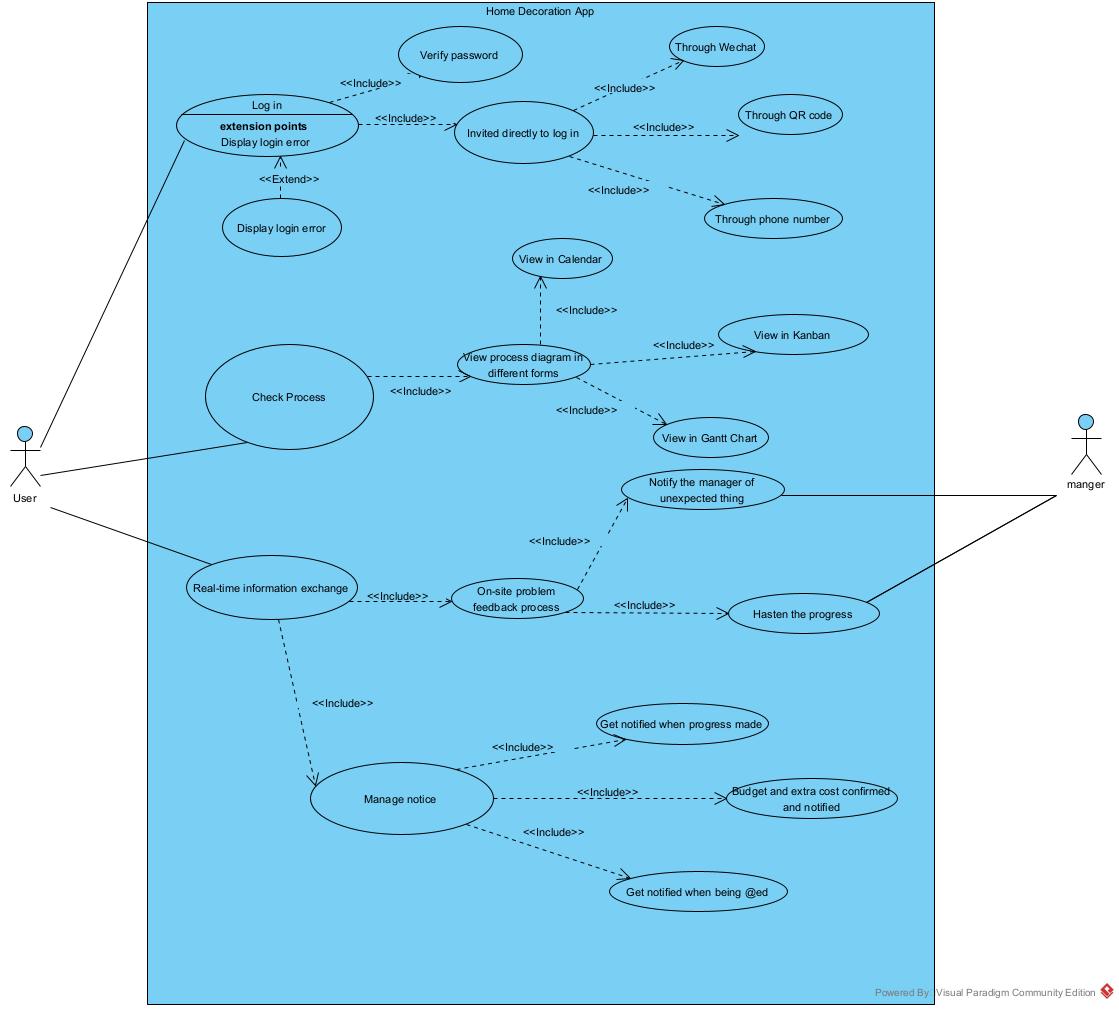 Home Decoration App
Verify password
Through Wechat
<<Include>>
<<Include>>
Log in
extension points
Display login error
<<Include>>
Invited directly to log in
<<Include>>
Through QR code
<<Extend>>
<<Include>>
Display login error
Through phone number
View in Calendar
<<Include>>
View in Kanban
<<Include>>
View process diagram in
different forms
Check Process
<<Include>>
<<Include>>
View in Gantt Chart
User
manger
Notify the manager of
unexpected thing
<<Include>>
Real-time information exchange
<<Include>>
On-site problem
feedback process
<<Include>>
Hasten the progress
<<Include>>
Get notified when progress made
<<Include>>
Manage notice
<<Include>>
Budget and extra cost confirmed
and notified
<<Include>>
Get notified when being @ed
Powered By: Visual Paradigm Community Edition